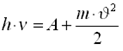 h·ν = A + m·ϑ²/2